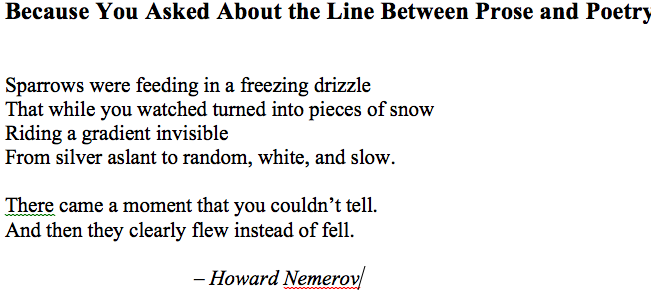 Because You Asked About the Line Between Prose and Poetry
Sparrows were feeding in a freezing drizzle
That while you watched turned into pieces of snow
Riding a gradient invisible
From silver aslant to random, white, and slow.
There came a moment that you couldn’t tell.
And then they clearly flew instead of fell.
– Howard Nemerov